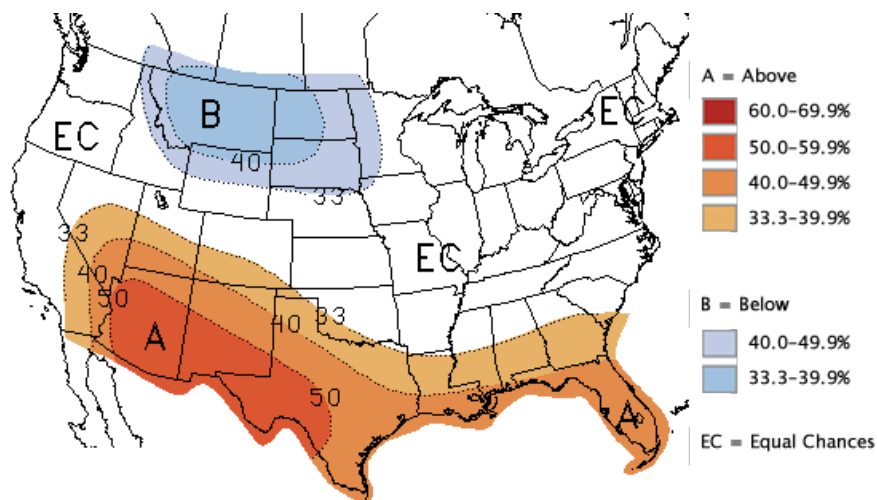 A = Above
60.0-69.9%
50.0-59.9%
40.0-49.9%
33.3-39.9%
B = Below
40.0-49.9%
33.3-39.9%
EC = Equal Chances
B
EC
EC
40
33
33
EC
40
50
A
40
33
50
A